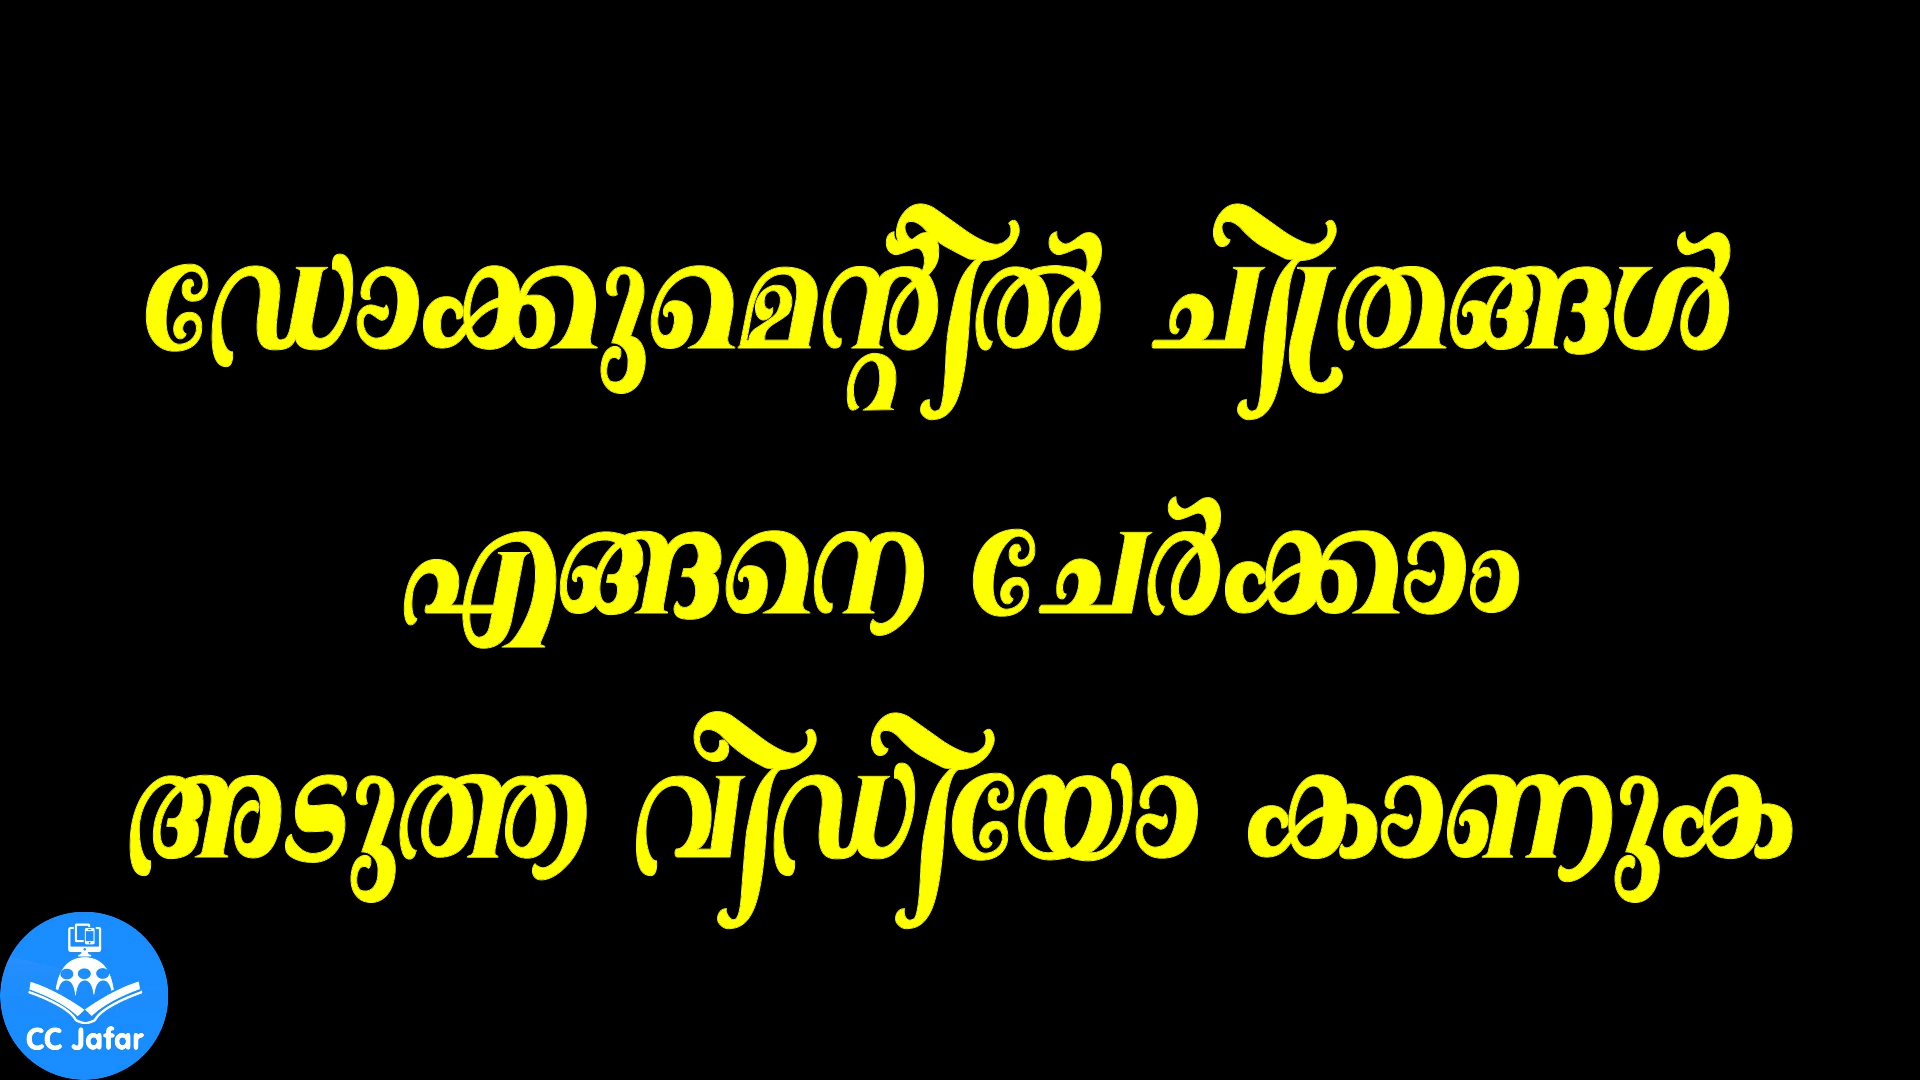 ഡോക്കുമെന്റിൽ ചിത്രങ്ങൾ
എങ്ങനെ ചേർക്കാം
അടുത്ത വീഡിയോ കാണുക
CC Jafar